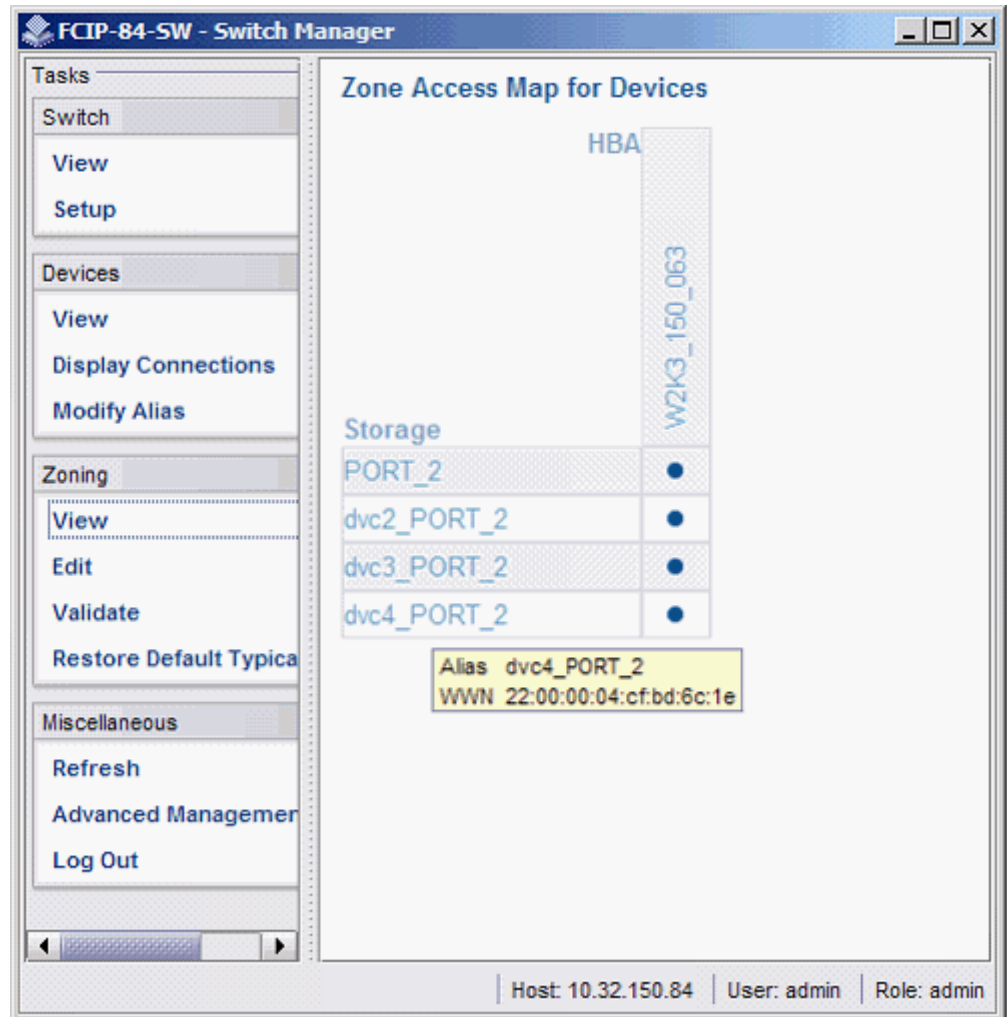 FCIP-84-SW - Switch Manager
Tasks
Switch
View
Setup
Devices
View
Display Connections
Modify Alias
Zoning
View
Edit
Validate
Restore Default Typica
Miscellaneous
Refresh
Advanced Managemer
Log Out
Zone Access Map for Devices
HBA
W2K3_150_063
Storage
PORT_2
dvc2_PORT_2
dvc3_PORT_2
dvc4_PORT_2
Alias dvc4_PORT_2
WWN 22:00:00:04:cf:bd:6c:1e
Host: 10.32.150.84 User: admin Role: admin